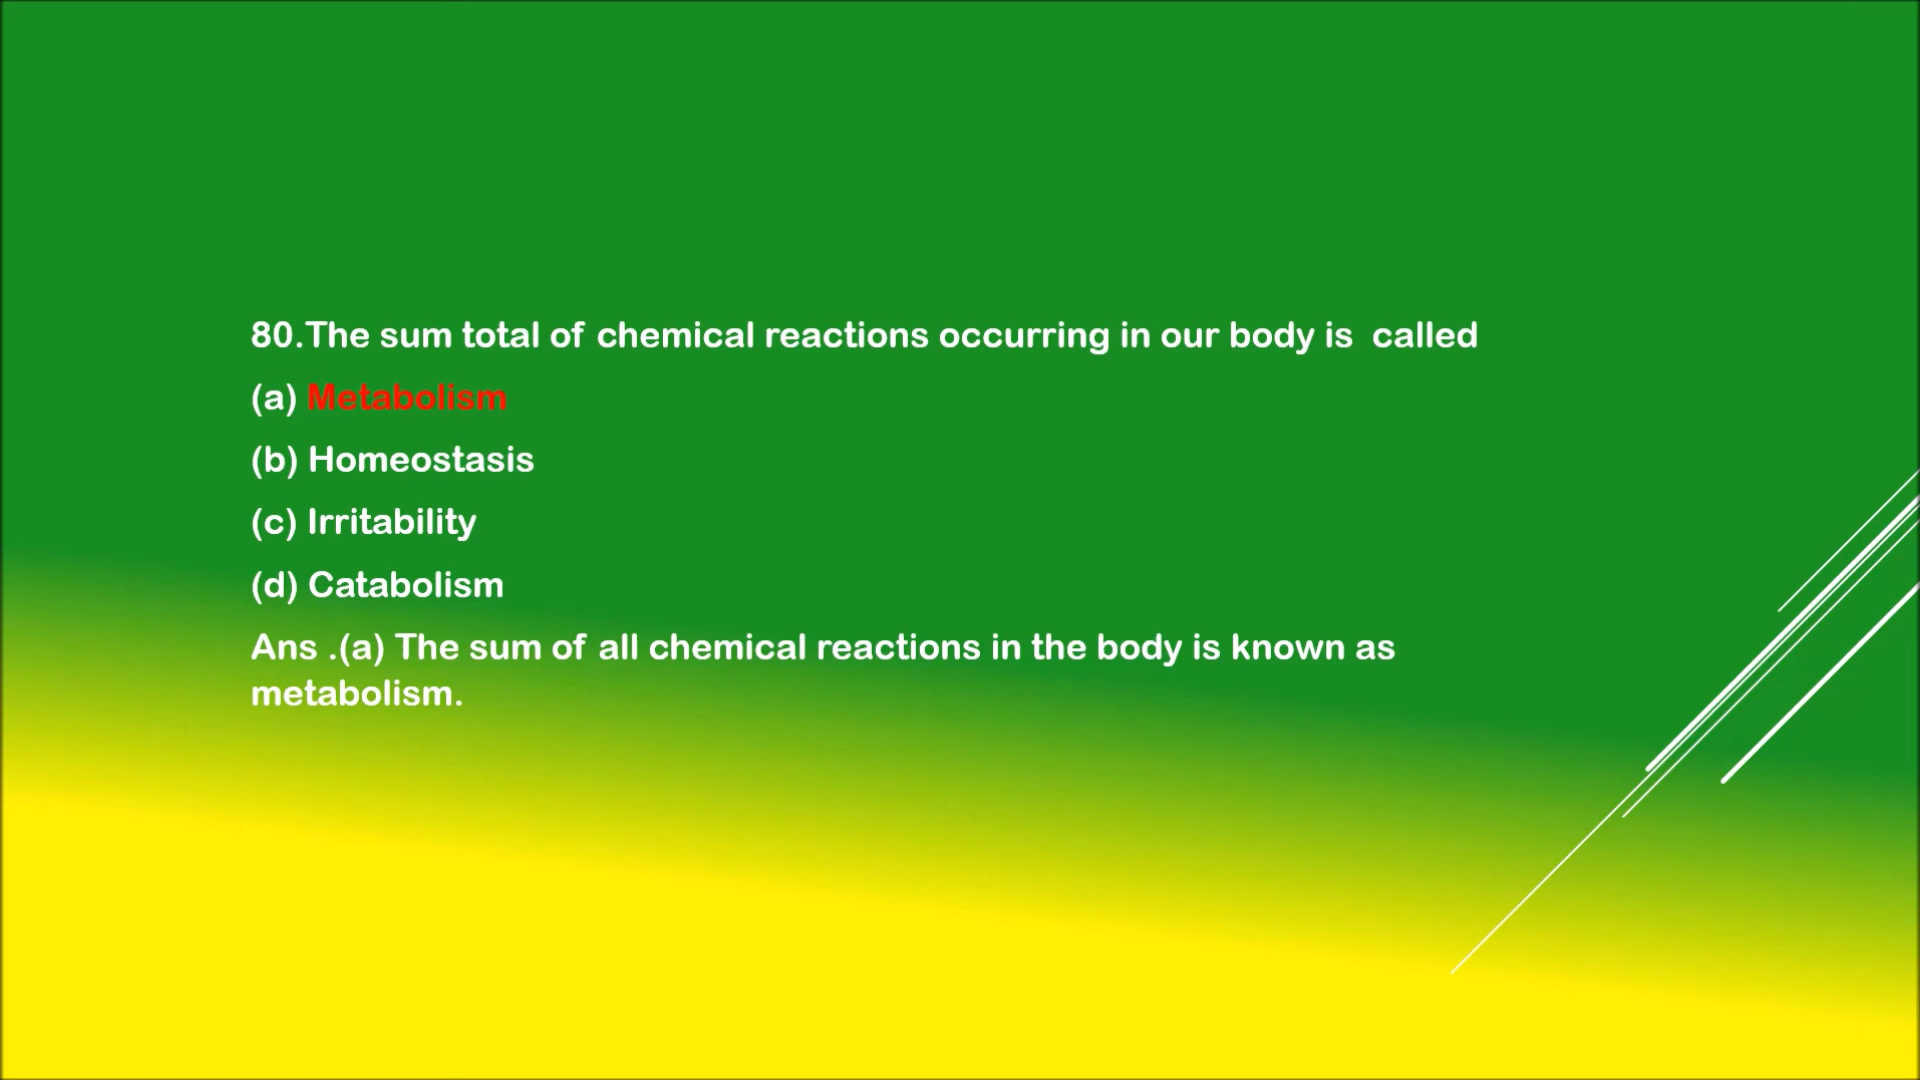 80.The sum total of chemical reactions occurring in our body is  called
(a) Metabolism
(b) Homeostasis
(c) Irritability
(d) Catabolism
Ans .(a) The sum of all chemical reactions in the body is known as
metabolism.